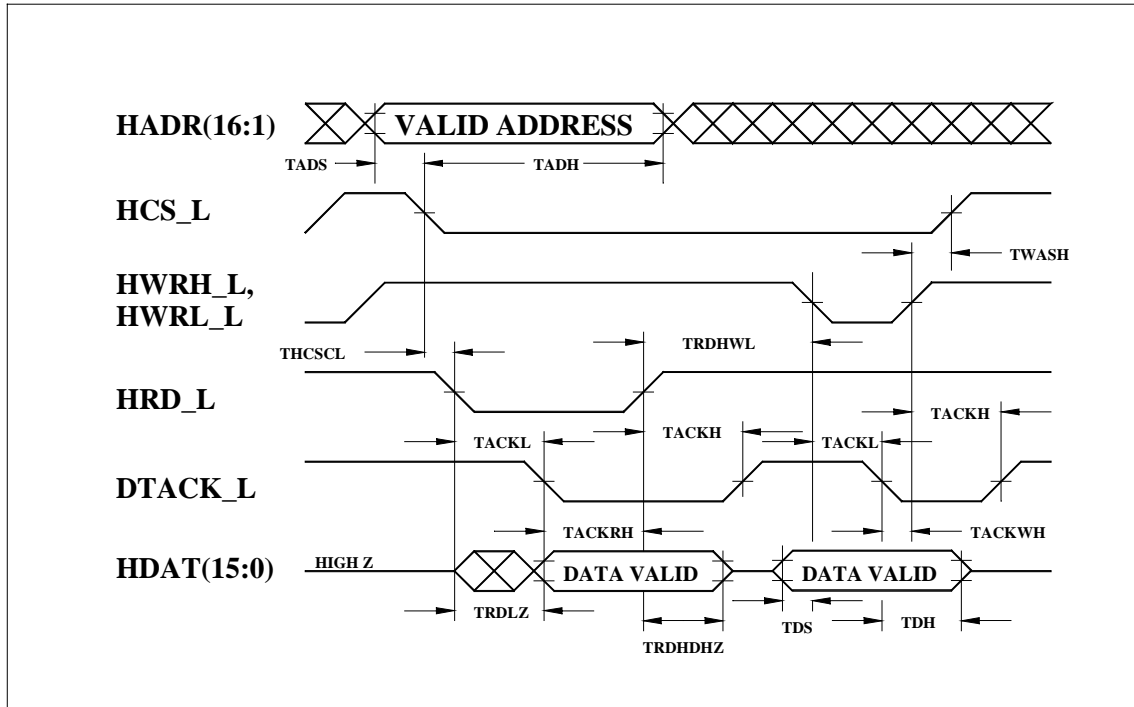 HADR(16:1)
VALID ADDRESS
TADS
TADH
HCS_L
TWASH
HWRH_L,
HWRL_L
THCSCL
TRDHWL
HRD_L
TACKH
TACKL
TACKH
TACKL
DTACK_L
TACKRH
TACKWH
HDAT(15:0)
HIGH Z
DATA VALID
DATA VALID
TRDLZ
TDS
TDH
TRDHDHZ